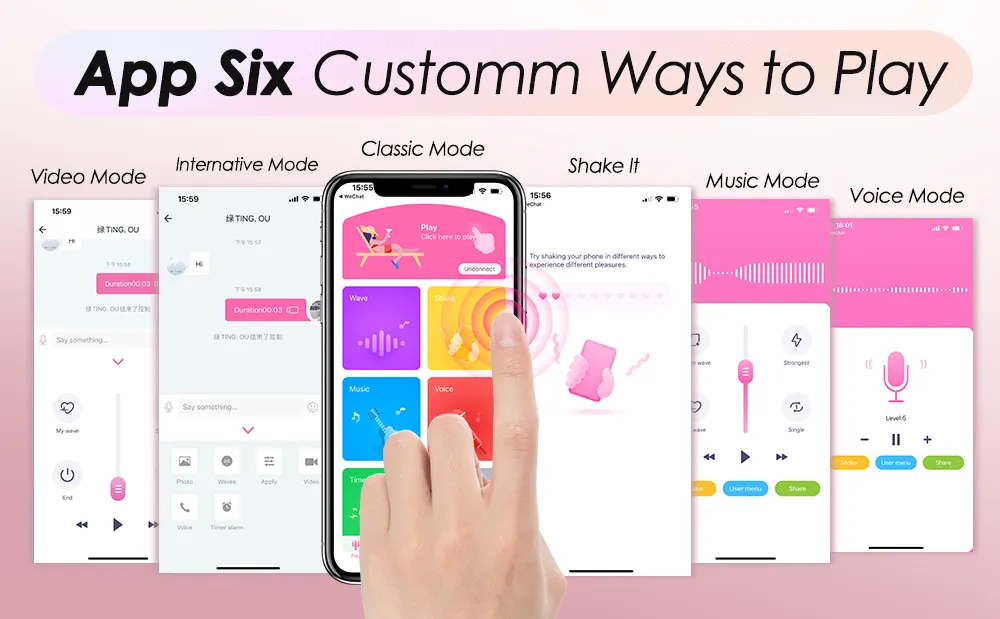 App Six Customm Ways to Play
Video Mode
Internative Mode
Classic Mode
Shake It
Music Mode
Voice Mode
15:59
绿TING. OU
Hi
下午15:56
Duration00:03
绿TING. OU结束了控制
Say something...
My wave
End
15:59
绿TING. OU
下午15:57
Hi
下午15:58
Duration00:03
绿TING. OU结束了控制
Say something...
Photo
Waves
Apply
Video
Voice
Timer alarm
15:55
WeChat
Play
Click here to play
Unconnect
Wave
Shake
Music
Voice
Time
15:56
WeChat
Try shaking your phone in different ways to
experience different pleasures.
Strongest
wave
Single
User menu
Share
16:01
Level:5
Shake
User menu
Share